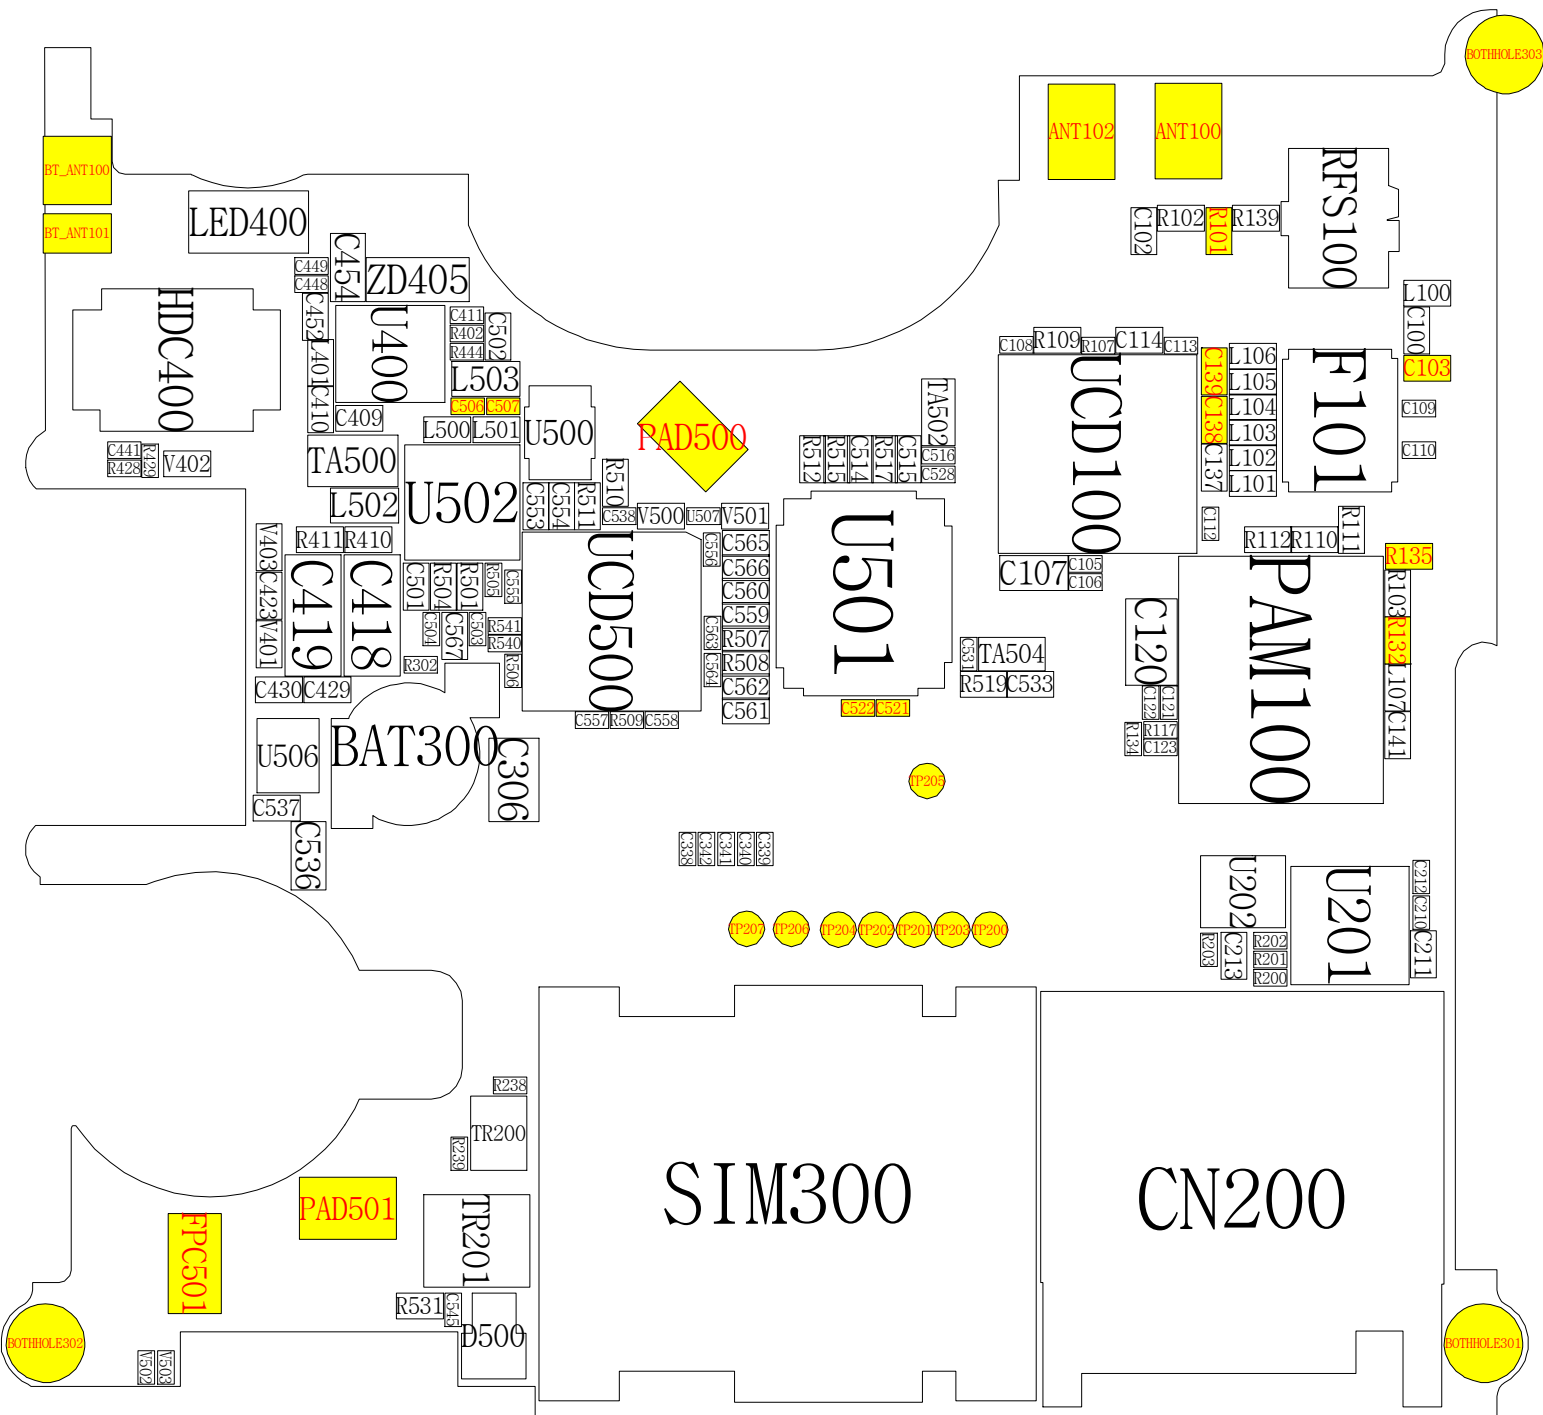 BOTHHOLE303
ANT102
ANT100
BT_ANT100
BT_ANT101
LED400
RFS100
C102
R102
R101
R139
C454
C449
C448
ZD405
L100
HDC400
C452
U400
C411
R402
R444
C502
C100
L401
L503
C108
R109
R107
C114
C113
C139
L106
F101
C103
C410
C409
C506
C507
U500
TA502
UCD100
L105
C138
L104
C109
L500
L501
PAD500
L103
C441
R428
R429
V402
TA500
U502
R512
R515
C514
R517
C515
C516
C528
C137
L102
L101
C110
L502
C553
C554
R511
R510
C538
V500
U507
V501
U501
C112
R112
R110
R111
V403
R411
R410
UCD500
C556
C565
C566
C107
C105
C106
PAM100
R135
C423
C419
C418
C501
R504
R501
R505
C555
C560
C559
R103
V401
C504
C567
C503
R541
R540
C563
R507
R508
C531
TA504
C120
R132
R302
R506
C564
C562
C561
R519
C533
L107
C430
C429
C557
R509
C558
C522
C521
C122
C121
U506
BAT300
C306
R134
R117
C123
C141
TP205
C537
C536
C338
C342
C341
C340
C339
U202
U201
C212
C210
TP207
TP206
TP204
TP202
TP201
TP203
TP200
R203
C213
R202
R201
R200
C211
R238
TR200
R239
SIM300
CN200
PAD501
FPC501
TR201
R531
C545
D500
BOTHHOLE302
BOTHHOLE301
V502
V503